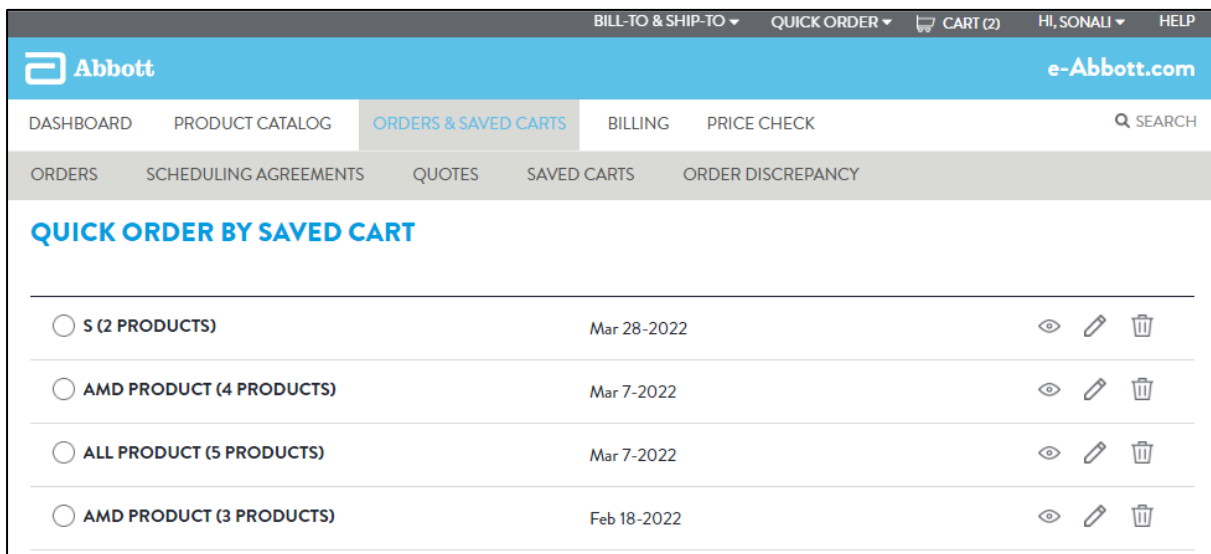 BILL-TO & SHIP-TO QUICK ORDER CART (2) HI, SONALI HELP
Abbott e-Abbott.com
DASHBOARD PRODUCT CATALOG ORDERS & SAVED CARTS BILLING PRICE CHECK SEARCH
ORDERS SCHEDULING AGREEMENTS QUOTES SAVED CARTS ORDER DISCREPANCY
QUICK ORDER BY SAVED CART
S (2 PRODUCTS) Mar 28-2022
AMD PRODUCT (4 PRODUCTS) Mar 7-2022
ALL PRODUCT (5 PRODUCTS) Mar 7-2022
AMD PRODUCT (3 PRODUCTS) Feb 18-2022